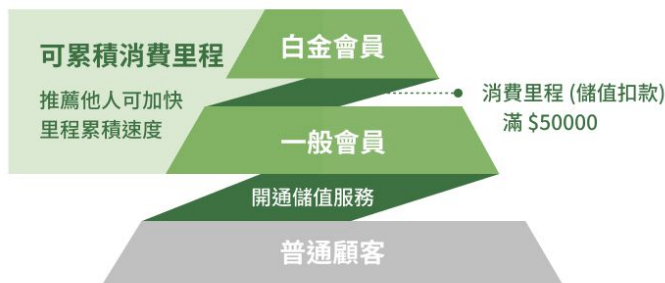 可累積消費里程
推薦他人可加快
里程累積速度
白金會員
消費里程 (儲值扣款)
滿 $50000
一般會員
開通儲值服務
普通顧客